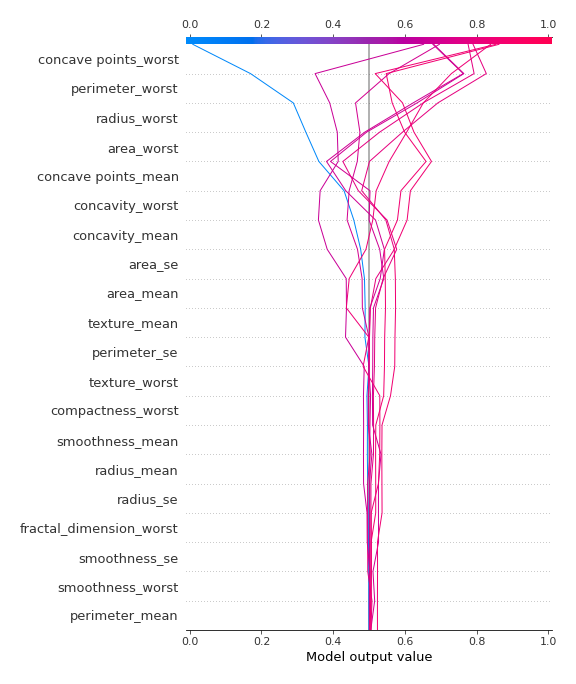 0.0 0.2 0.4 0.6 0.8 1.0
concave points_worst
perimeter_worst
radius_worst
area_worst
concave points_mean
concavity_worst
concavity_mean
area_se
area_mean
texture_mean
perimeter_se
texture_worst
compactness_worst
smoothness_mean
radius_mean
radius_se
fractal_dimension_worst
smoothness_se
smoothness_worst
perimeter_mean
0.0 0.2 0.4 0.6 0.8 1.0
Model output value